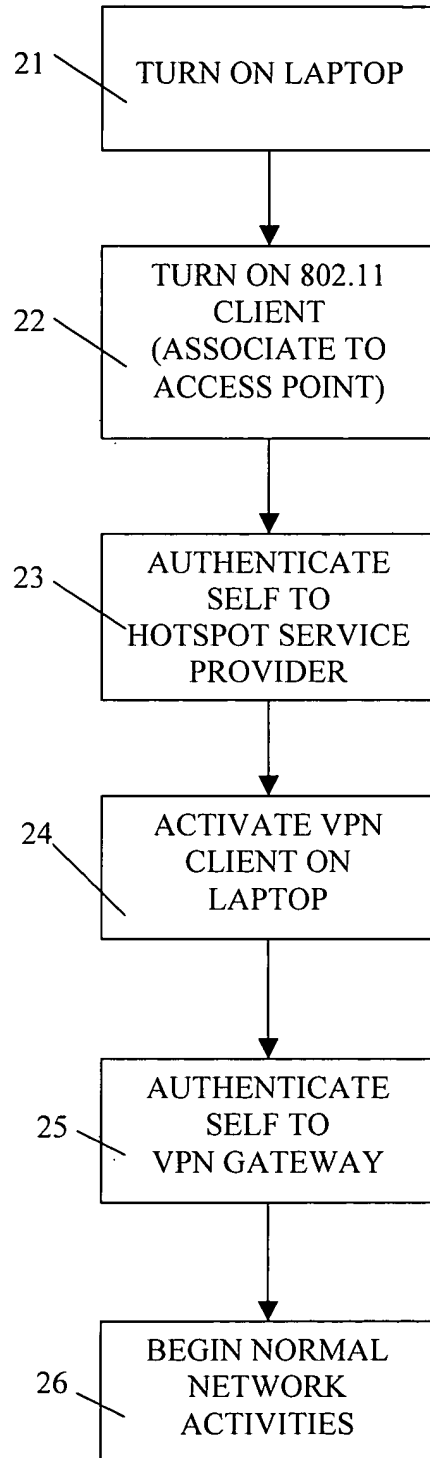 21
TURN ON LAPTOP
22
TURN ON 802.11
CLIENT
(ASSOCIATE TO
ACCESS POINT)
23
AUTHENTICATE
SELF TO
HOTSPOT SERVICE
PROVIDER
24
ACTIVATE VPN
CLIENT ON
LAPTOP
25
AUTHENTICATE
SELF TO
VPN GATEWAY
26
BEGIN NORMAL
NETWORK
ACTIVITIES